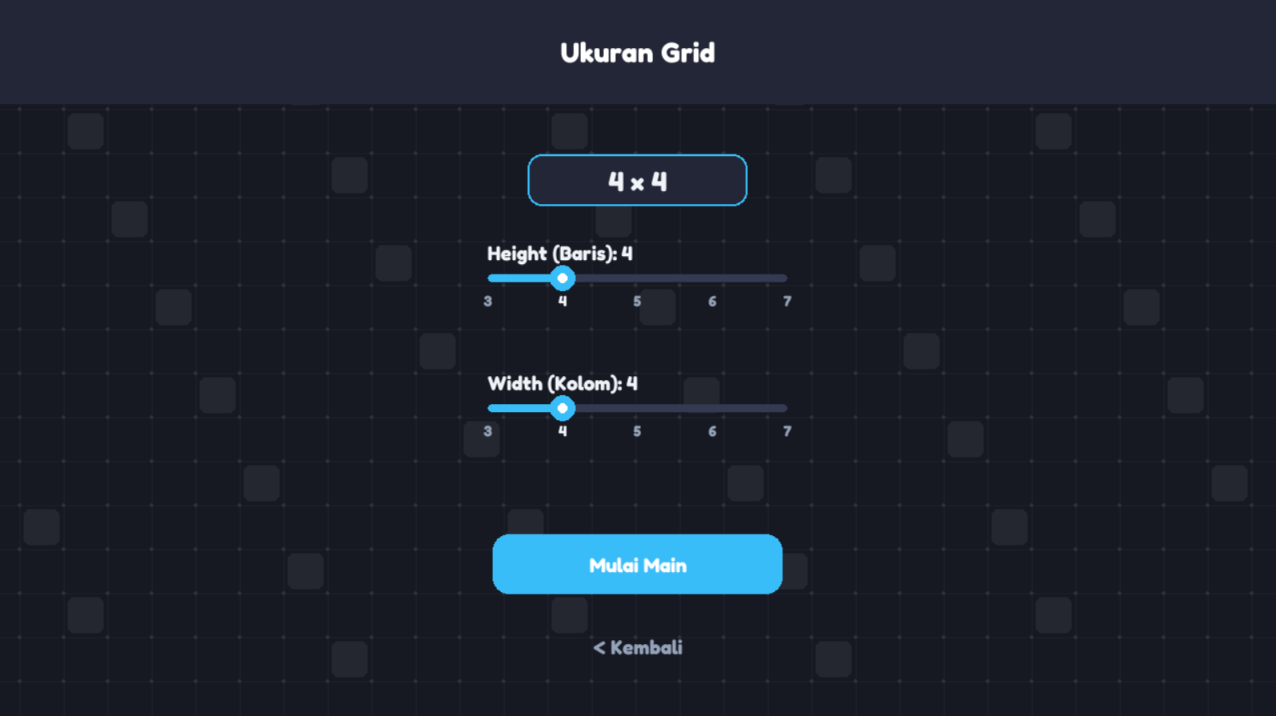 Ukuran Grid
4 × 4
Height (Baris): 4
3 4 5 6 7
Width (Kolom): 4
3 4 5 6 7
Mulai Main
< Kembali